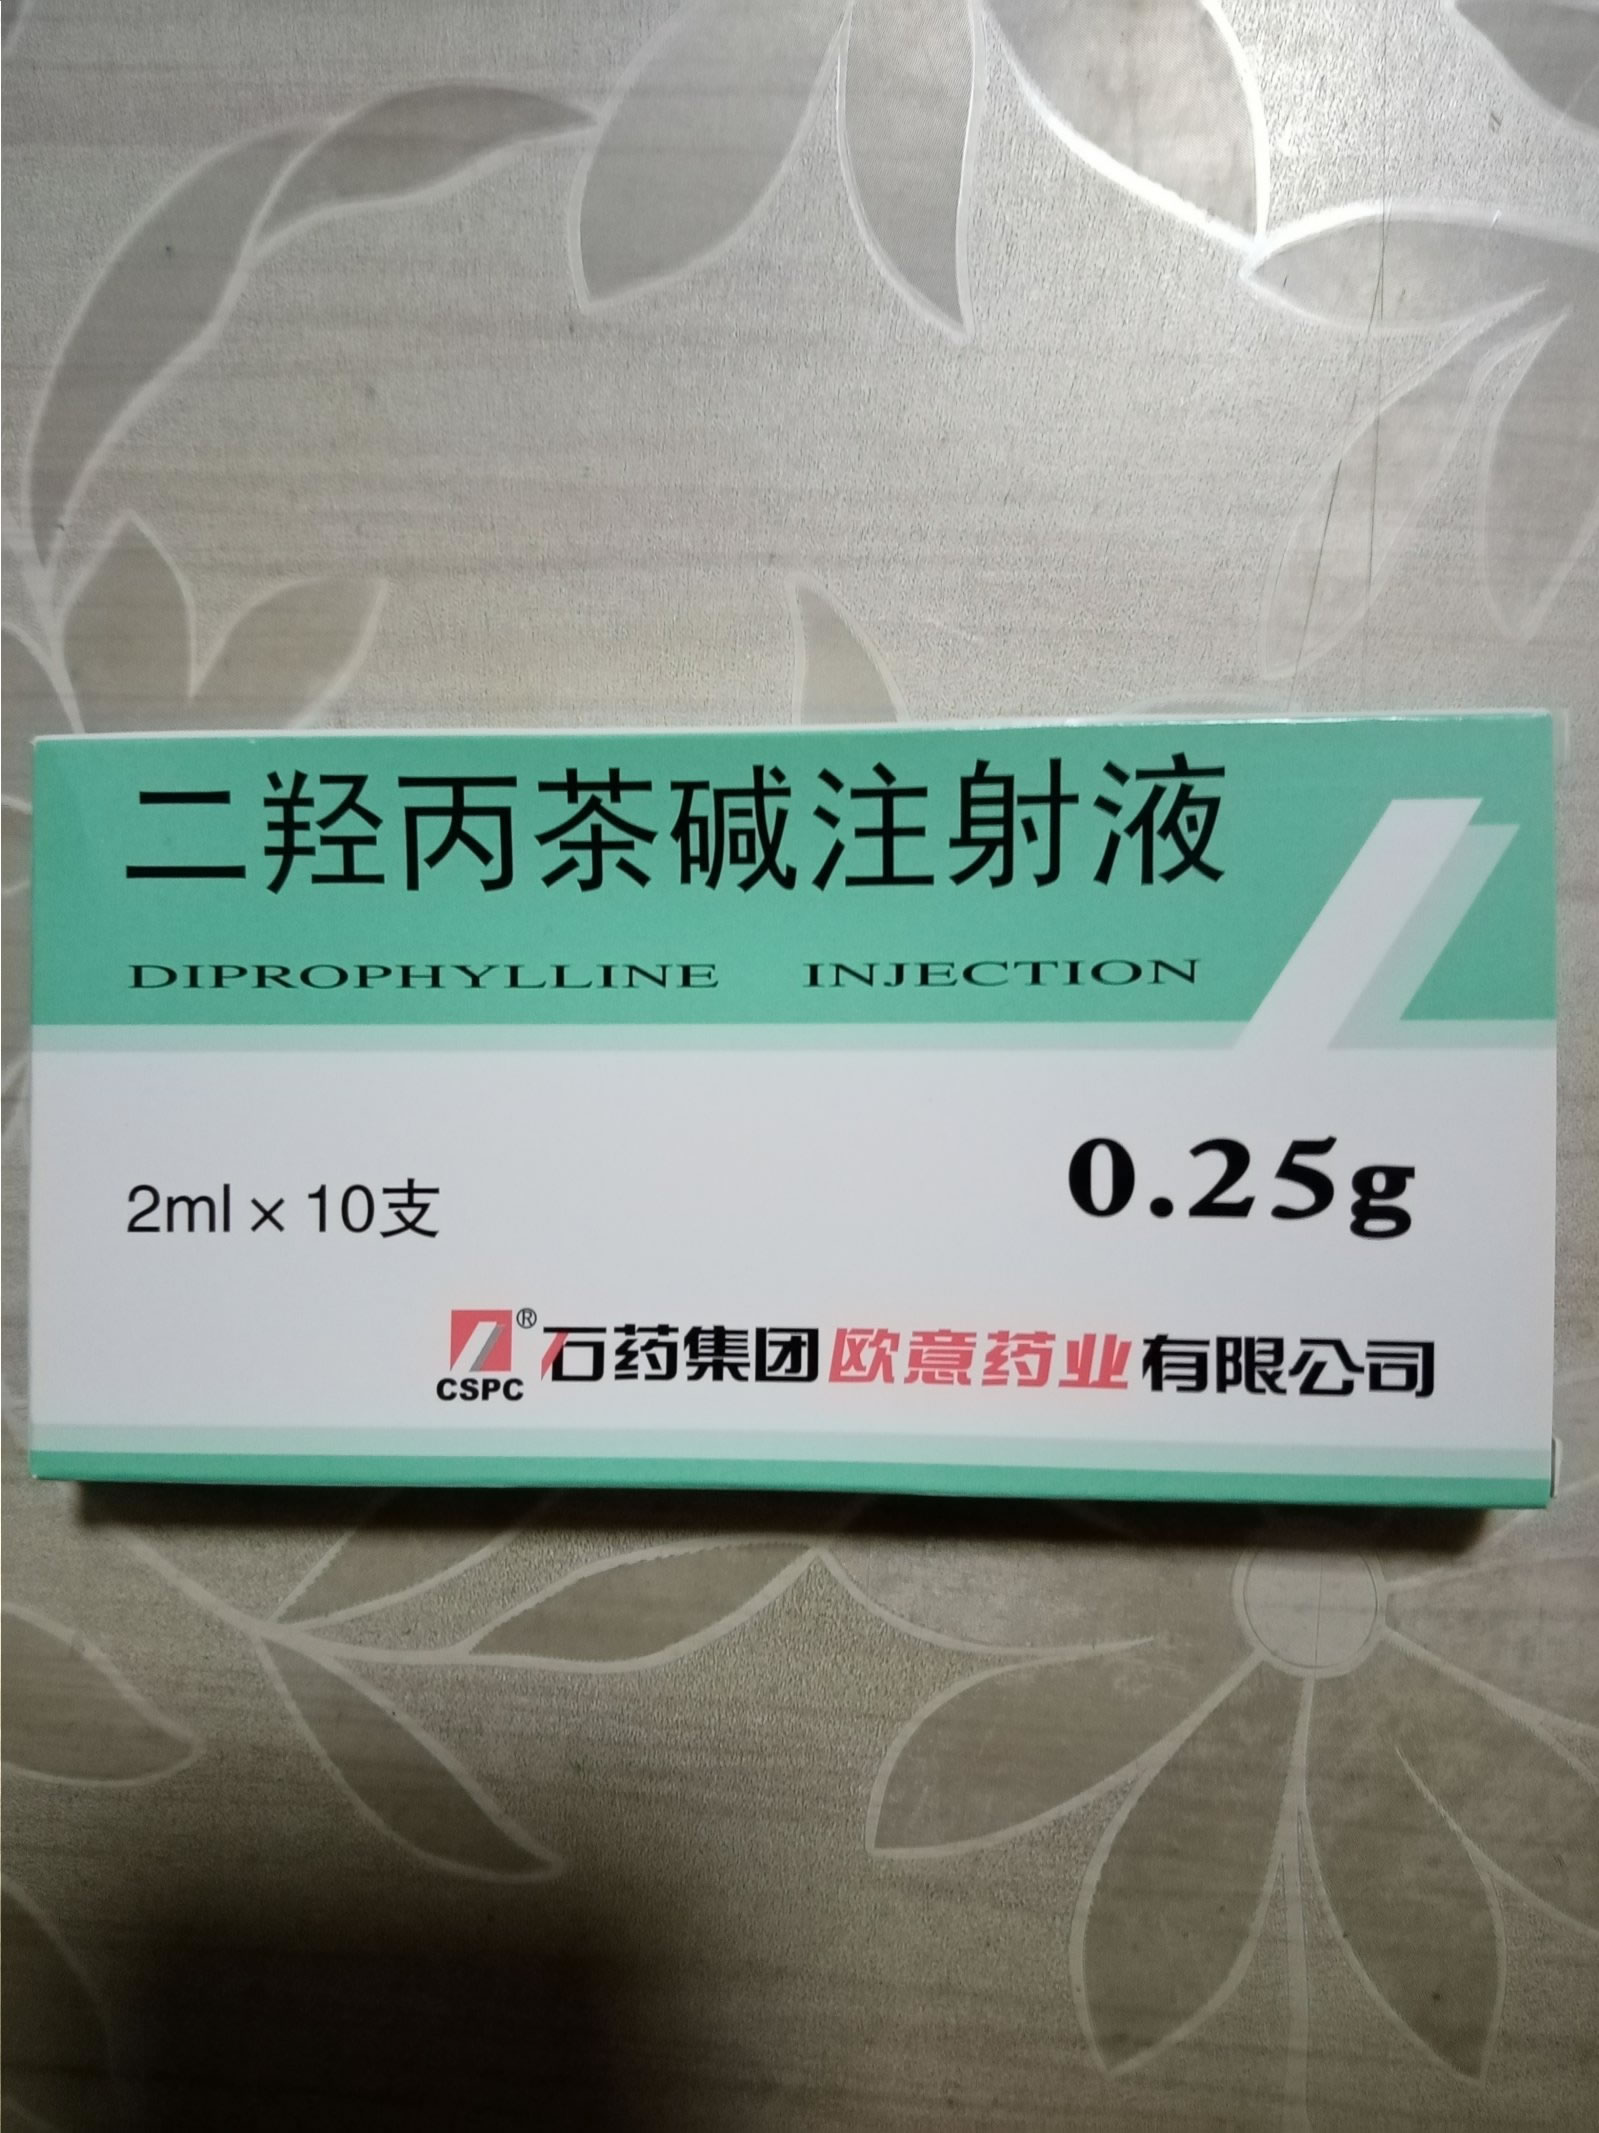 二羟丙茶碱注射液
DIPROPHYLLINE INJECTION
0.25g
2ml×10支
CSPC® 石药集团欧意药业有限公司